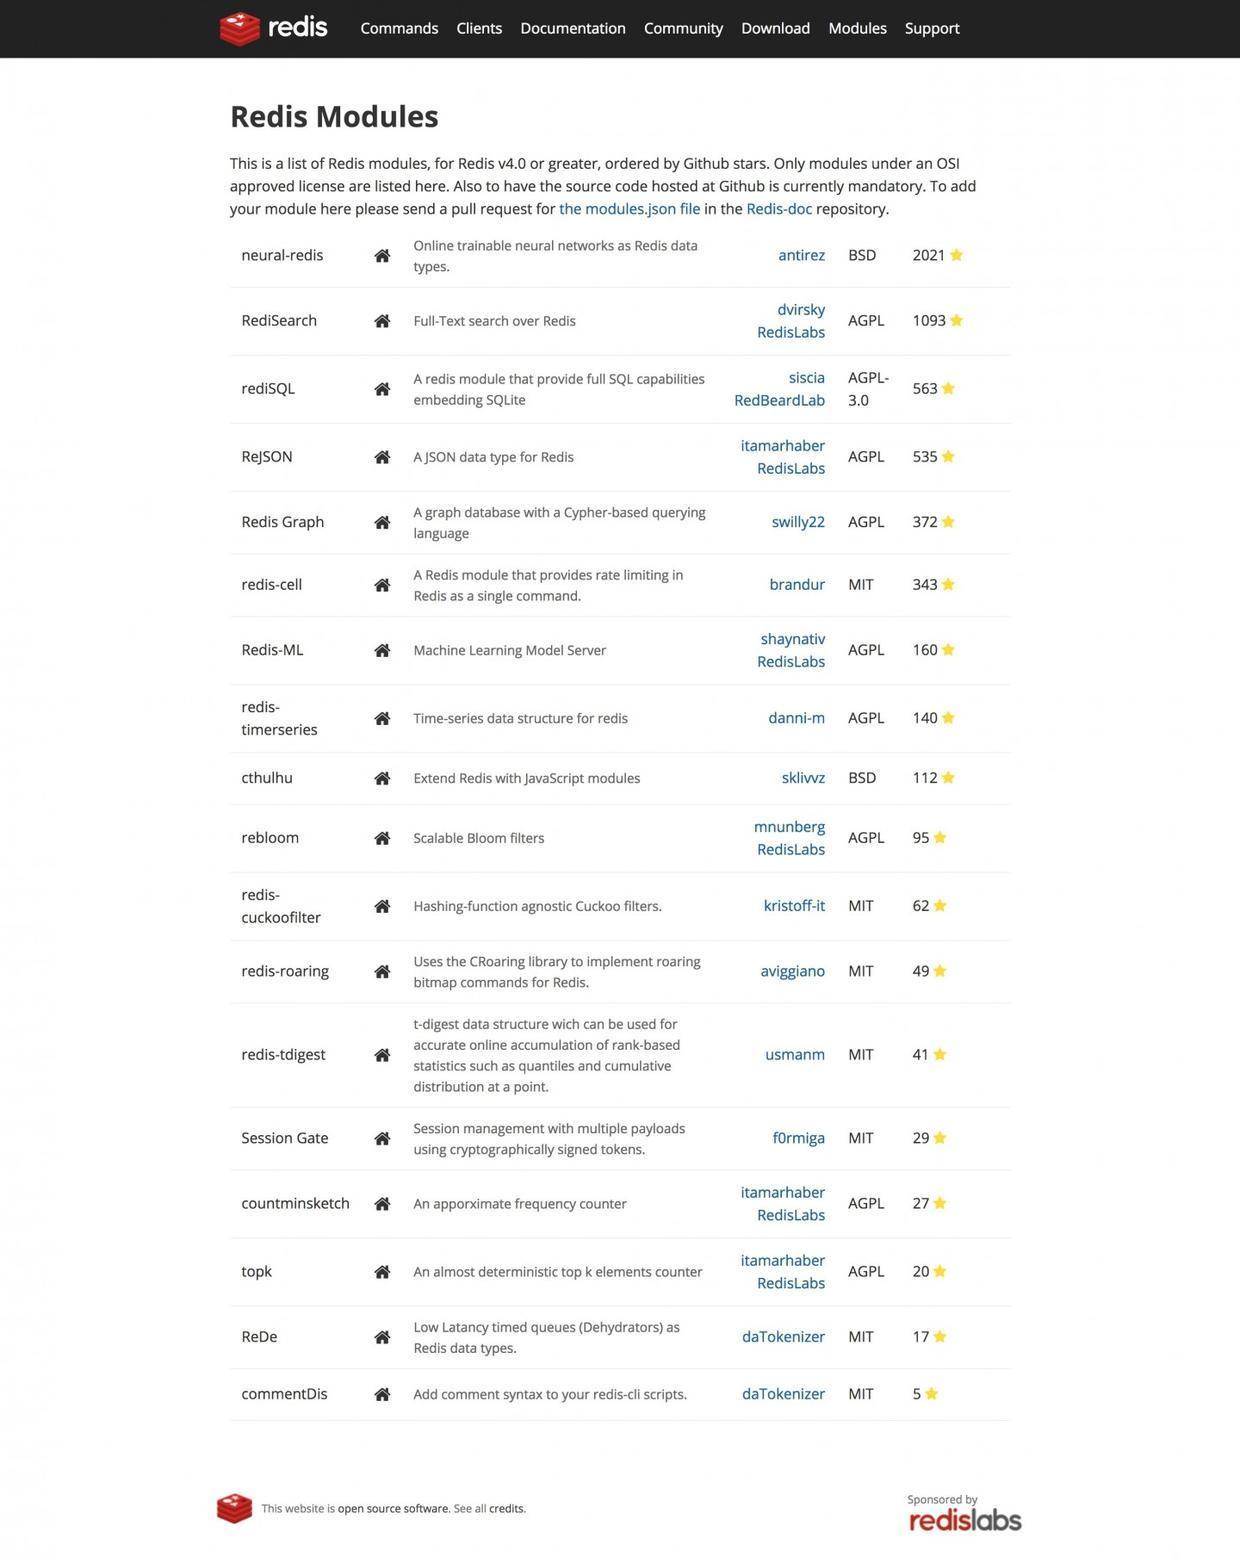 redis
Commands Clients Documentation Community Download Modules Support
Redis Modules
This is a list of Redis modules, for Redis v4.0 or greater, ordered by Github stars. Only modules under an OSI
approved license are listed here. Also to have the source code hosted at Github is currently mandatory. To add
your module here please send a pull request for the modules.json file in the Redis-doc repository.
neural-redis
Online trainable neural networks as Redis data
types.
antirez
BSD
2021
RediSearch
Full-Text search over Redis
dvirsky
RedisLabs
AGPL
1093
rediSQL
A redis module that provide full SQL capabilities
embedding SQLite
siscia
RedBeardLab
AGPL-
3.0
563
ReJSON
A JSON data type for Redis
itamarhaber
RedisLabs
AGPL
535
Redis Graph
A graph database with a Cypher-based querying
language
swilly22
AGPL
372
redis-cell
A Redis module that provides rate limiting in
Redis as a single command.
brandur
MIT
343
Redis-ML
Machine Learning Model Server
shaynativ
RedisLabs
AGPL
160
redis-
timerseries
Time-series data structure for redis
danni-m
AGPL
140
cthulhu
Extend Redis with JavaScript modules
sklivvz
BSD
112
rebloom
Scalable Bloom filters
mnunberg
RedisLabs
AGPL
95
redis-
cuckoofilter
Hashing-function agnostic Cuckoo filters.
kristoff-it
MIT
62
redis-roaring
Uses the CRoaring library to implement roaring
bitmap commands for Redis.
aviggiano
MIT
49
redis-tdigest
t-digest data structure wich can be used for
accurate online accumulation of rank-based
statistics such as quantiles and cumulative
distribution at a point.
usmanm
MIT
41
Session Gate
Session management with multiple payloads
using cryptographically signed tokens.
f0rmiga
MIT
29
countminsketch
An apporximate frequency counter
itamarhaber
RedisLabs
AGPL
27
topk
An almost deterministic top k elements counter
itamarhaber
RedisLabs
AGPL
20
ReDe
Low Latancy timed queues (Dehydrators) as
Redis data types.
daTokenizer
MIT
17
commentDis
Add comment syntax to your redis-cli scripts.
daTokenizer
MIT
5
This website is open source software. See all credits.
Sponsored by
redislabs